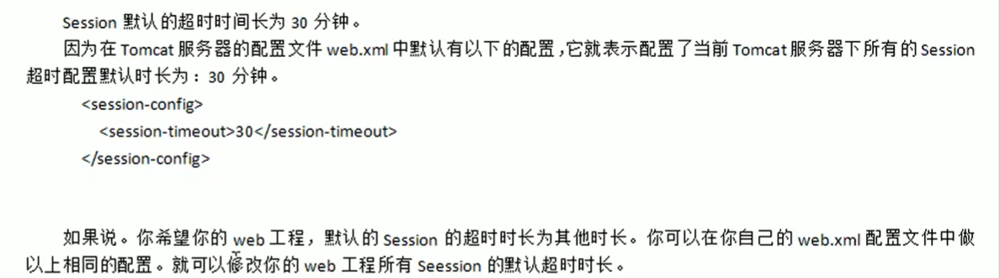 Session 默认的超时时间长为 30 分钟。
因为在 Tomcat 服务器的配置文件 web.xml 中默认有以下的配置,它就表示配置了当前 Tomcat 服务器下所有的 Session
超时配置默认时长为:30 分钟。
<session-config>
<session-timeout>30</session-timeout>
</session-config>
如果说。你希望你的 web 工程,默认的 Session 的超时时长为其他时长。你可以在你自己的 web.xml 配置文件中做
以上相同的配置。就可以修改你的 web 工程所有 Seession 的默认超时时长。